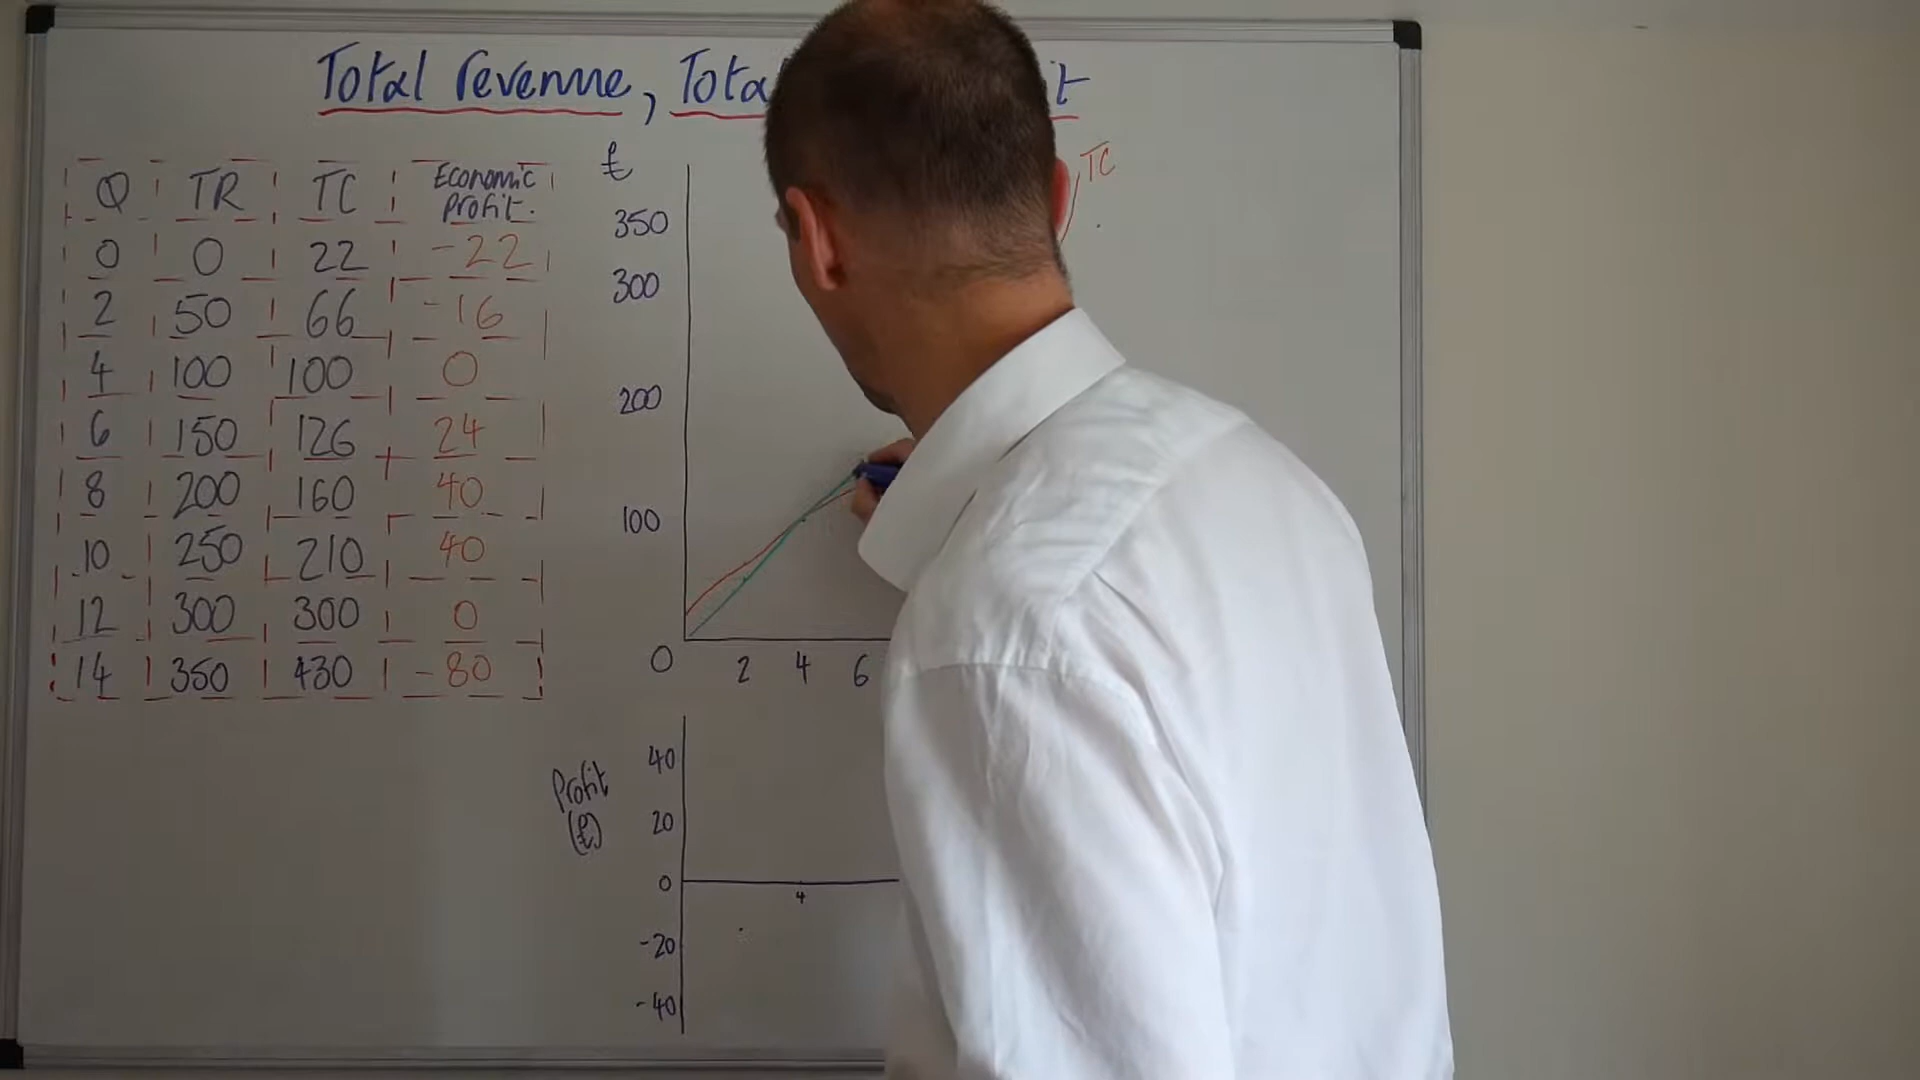 Total revenue, Tota t
Q TR TC Economic profit.
0 0 22 -22
2 50 66 -16
4 100 100 0
6 150 126 24
8 200 160 40
10 250 210 40
12 300 300 0
14 350 430 -80
£
350
300
200
100
0 2 4 6
TC
Profit
(£)
40
20
0
-20
-40
4